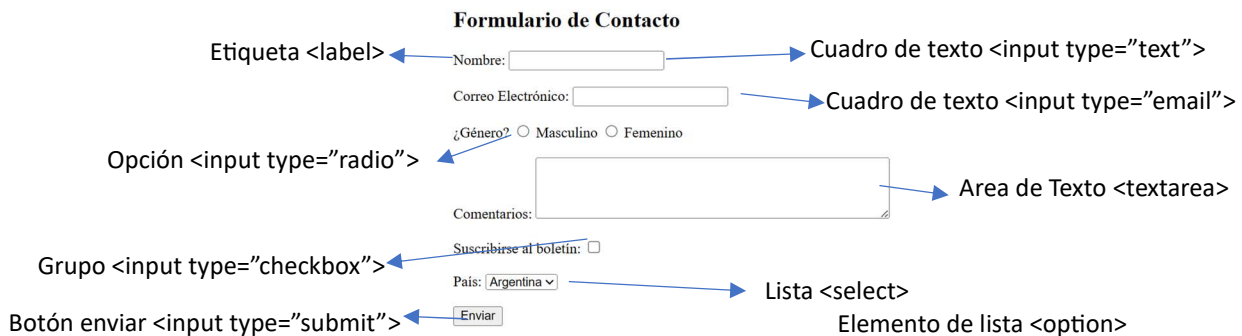 Formulario de Contacto
Etiqueta <label>
Nombre:
Cuadro de texto <input type=”text”>
Correo Electrónico:
Cuadro de texto <input type=”email”>
¿Género? Masculino Femenino
Opción <input type=”radio”>
Area de Texto <textarea>
Comentarios:
Suscribirse al boletín:
Grupo <input type=”checkbox”>
País: Argentina
Lista <select>
Botón enviar <input type=”submit”>
Enviar
Elemento de lista <option>